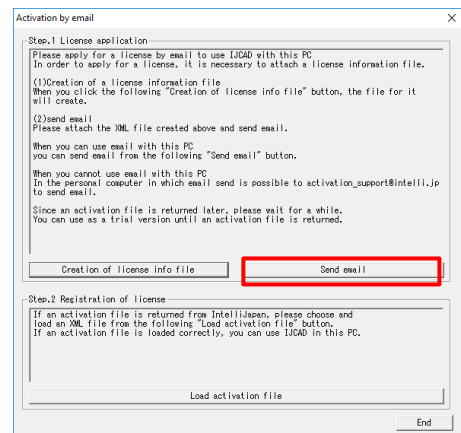 Activation by email
Step.1 License application
Please apply for a license by email to use IJCAD with this PC
In order to apply for a license, it is necessary to attach a license information file.
(1)Creation of a license information file
When you click the following "Creation of license info file" button, the file for it
will create.
(2)send email
Please attach the XML file created above and send email.
When you can use email with this PC
you can send email from the following "Send email" button.
When you cannot use email with this PC
In the personal computer in which email send is possible to activation_support@intelli.jp
to send email.
Since an activation file is returned later, please wait for a while.
You can use as a trial version until an activation file is returned.
Creation of license info file
Send email
Step.2 Registration of license
If an activation file is returned from IntelliJapan, please choose and
load an XML file from the following "Load activation file" button.
If an activation file is loaded correctly, you can use IJCAD in this PC.
Load activation file
End